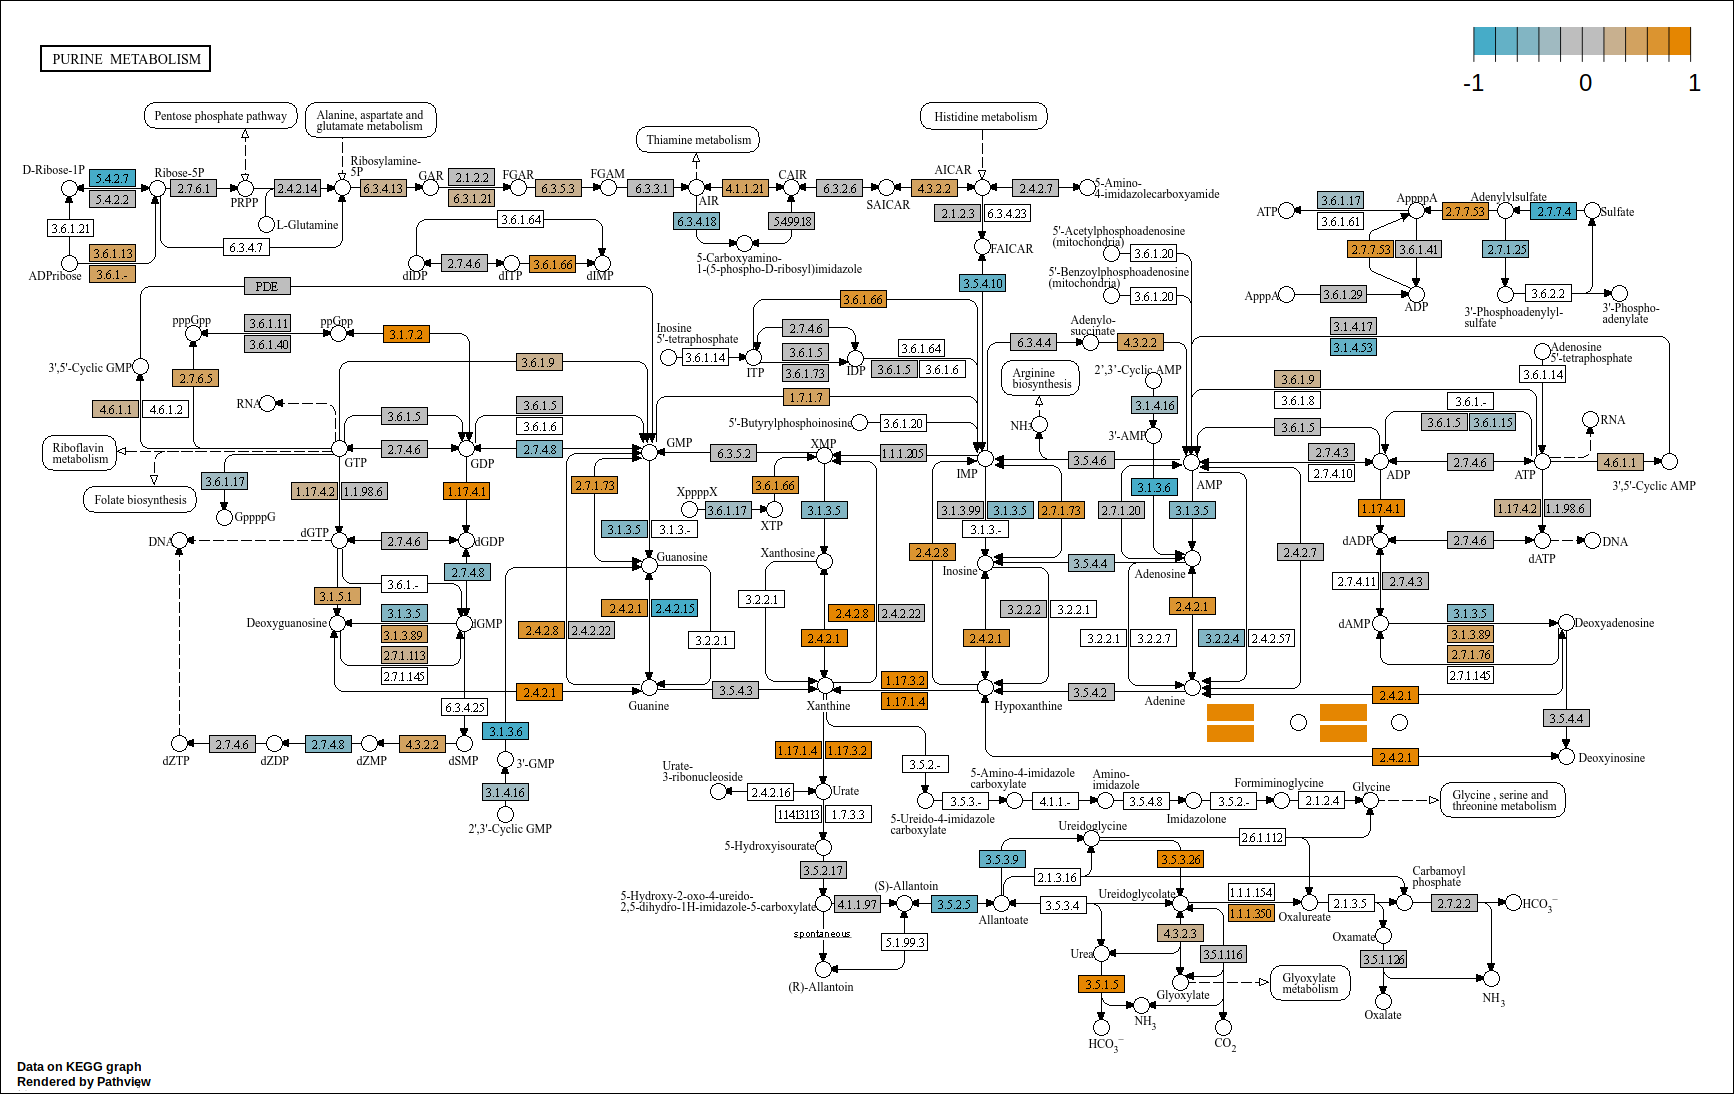 PURINE METABOLISM
-1 0 1
Pentose phosphate pathway
Alanine, aspartate and
glutamate metabolism
Thiamine metabolism
Histidine metabolism
D-Ribose-1P
5.4.2.7
5.4.2.2
Ribose-5P
2.7.6.1
PRPP
2.4.2.14
Ribosylamine-
5P
6.3.4.13
GAR
2.1.2.2
6.3.1.21
FGAR
6.3.5.3
FGAM
6.3.3.1
AIR
4.1.1.21
CAIR
6.3.2.6
SAICAR
4.3.2.2
AICAR
2.4.2.7
5-Amino-
4-imidazolecarboxyamide
3.6.1.21
3.6.1.13
3.6.1.-
ADPribose
L-Glutamine
6.3.4.7
3.6.1.64
dIDP
2.7.4.6
dITP
3.6.1.66
dIMP
6.3.4.18
5.4.99.18
5-Carboxyamino-
1-(5-phospho-D-ribosyl)imidazole
2.1.2.3
6.3.4.23
FAICAR
3.5.4.10
5'-Acetylphosphoadenosine
(mitochondria)
3.6.1.20
5'-Benzoylphosphoadenosine
(mitochondria)
3.6.1.20
ATP
3.6.1.17
3.6.1.61
AppppA
2.7.7.53
Adenylylsulfate
2.7.7.4
Sulfate
2.7.7.53
3.6.1.41
2.7.1.25
ApppA
3.6.1.29
ADP
3.6.2.2
3'-Phosphoadenylyl-
sulfate
3'-Phospho-
adenylate
PDE
pppGpp
3.6.1.11
3.6.1.40
ppGpp
3.1.7.2
3',5'-Cyclic GMP
2.7.6.5
3.6.1.9
4.6.1.1
4.6.1.2
RNA
3.6.1.5
3.6.1.5
3.6.1.6
Riboflavin
metabolism
GTP
2.7.4.6
GDP
2.7.4.8
GMP
Folate biosynthesis
3.6.1.17
GppppG
1.17.4.2
1.1.98.6
1.17.4.1
3.6.1.66
Inosine
5'-tetraphosphate
3.6.1.14
ITP
2.7.4.6
3.6.1.5
3.6.1.73
IDP
3.6.1.64
3.6.1.5
3.6.1.6
1.7.1.7
5'-Butyrylphosphoinosine
3.6.1.20
6.3.4.4
Adenylo-
succinate
4.3.2.2
Arginine
biosynthesis
NH3
2',3'-Cyclic AMP
3.1.4.16
3'-AMP
3.1.3.6
3.1.4.17
3.1.4.53
3.6.1.9
3.6.1.8
3.6.1.5
Adenosine
5'-tetraphosphate
3.6.1.14
3.6.1.-
3.6.1.5
3.6.1.15
RNA
6.3.5.2
XMP
1.1.1.205
IMP
3.5.4.6
AMP
2.7.4.3
2.7.4.10
ADP
2.7.4.6
ATP
4.6.1.1
3',5'-Cyclic AMP
2.7.1.73
XppppX
3.6.1.17
3.6.1.66
XTP
3.1.3.5
3.1.3.5
3.1.3.-
3.1.3.99
3.1.3.5
2.7.1.73
3.1.3.-
2.7.1.20
3.1.3.5
1.17.4.1
1.17.4.2
1.1.98.6
DNA
dGTP
2.7.4.6
dGDP
2.7.4.8
Guanosine
Xanthosine
2.4.2.8
Inosine
3.5.4.4
Adenosine
2.4.2.7
dADP
2.7.4.6
dATP
DNA
3.6.1.-
3.1.5.1
2.7.4.11
2.7.4.3
Deoxyguanosine
3.1.3.5
3.1.3.89
2.7.1.113
2.7.1.145
dGMP
2.4.2.8
2.4.2.22
2.4.2.1
2.4.2.15
3.2.2.1
3.2.2.1
2.4.2.8
2.4.2.22
2.4.2.1
2.4.2.1
3.2.2.2
3.2.2.1
3.2.2.1
3.2.2.7
2.4.2.1
3.2.2.4
2.4.2.57
dAMP
3.1.3.5
3.1.3.89
2.7.1.76
2.7.1.145
Deoxyadenosine
2.4.2.1
Guanine
3.5.4.3
Xanthine
1.17.3.2
1.17.1.4
Hypoxanthine
3.5.4.2
Adenine
2.4.2.1
6.3.4.25
3.5.4.4
dZTP
2.7.4.6
dZDP
2.7.4.8
dZMP
4.3.2.2
dSMP
3.1.3.6
3'-GMP
3.1.4.16
2',3'-Cyclic GMP
1.17.1.4
1.17.3.2
2.4.2.1
Deoxyinosine
Urate-
3-ribonucleoside
2.4.2.16
Urate
1.14.13.113
1.7.3.3
3.5.2.-
5-Ureido-4-imidazole
carboxylate
3.5.3.-
5-Amino-4-imidazole
carboxylate
4.1.1.-
Amino-
imidazole
3.5.4.8
Imidazolone
3.5.2.-
Formiminoglycine
2.1.2.4
Glycine
Glycine , serine and
threonine metabolism
5-Hydroxyisourate
3.5.2.17
5-Hydroxy-2-oxo-4-ureido-
2,5-dihydro-1H-imidazole-5-carboxylate
4.1.1.97
(S)-Allantoin
3.5.2.5
Allantoate
3.5.3.9
Ureidoglycine
2.6.1.112
2.1.3.16
3.5.3.26
3.5.3.4
Ureidoglycolate
1.1.1.154
1.1.1.350
Oxalureate
2.1.3.5
Carbamoyl
phosphate
2.7.2.2
HCO3−
spontaneous
5.1.99.3
(R)-Allantoin
Urea
4.3.2.3
3.5.1.116
3.5.1.5
Glyoxylate
Glyoxylate
metabolism
NH3
HCO3−
CO2
Oxamate
3.5.1.126
Oxalate
NH3
Data on KEGG graph
Rendered by Pathview